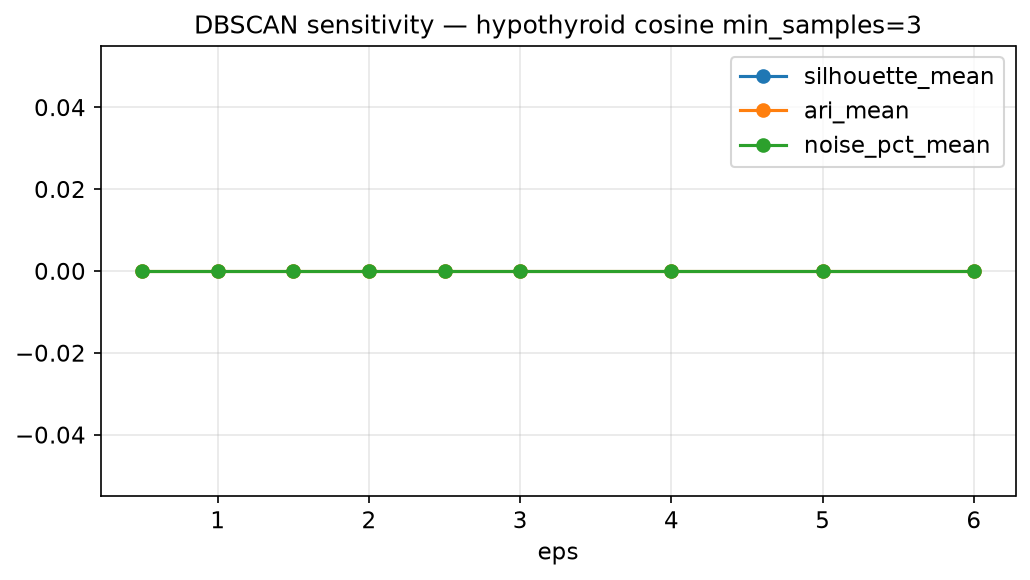 DBSCAN sensitivity — hypothyroid cosine min_samples=3
silhouette_mean
ari_mean
noise_pct_mean
0.04
0.02
0.00
−0.02
−0.04
1 2 3 4 5 6
eps